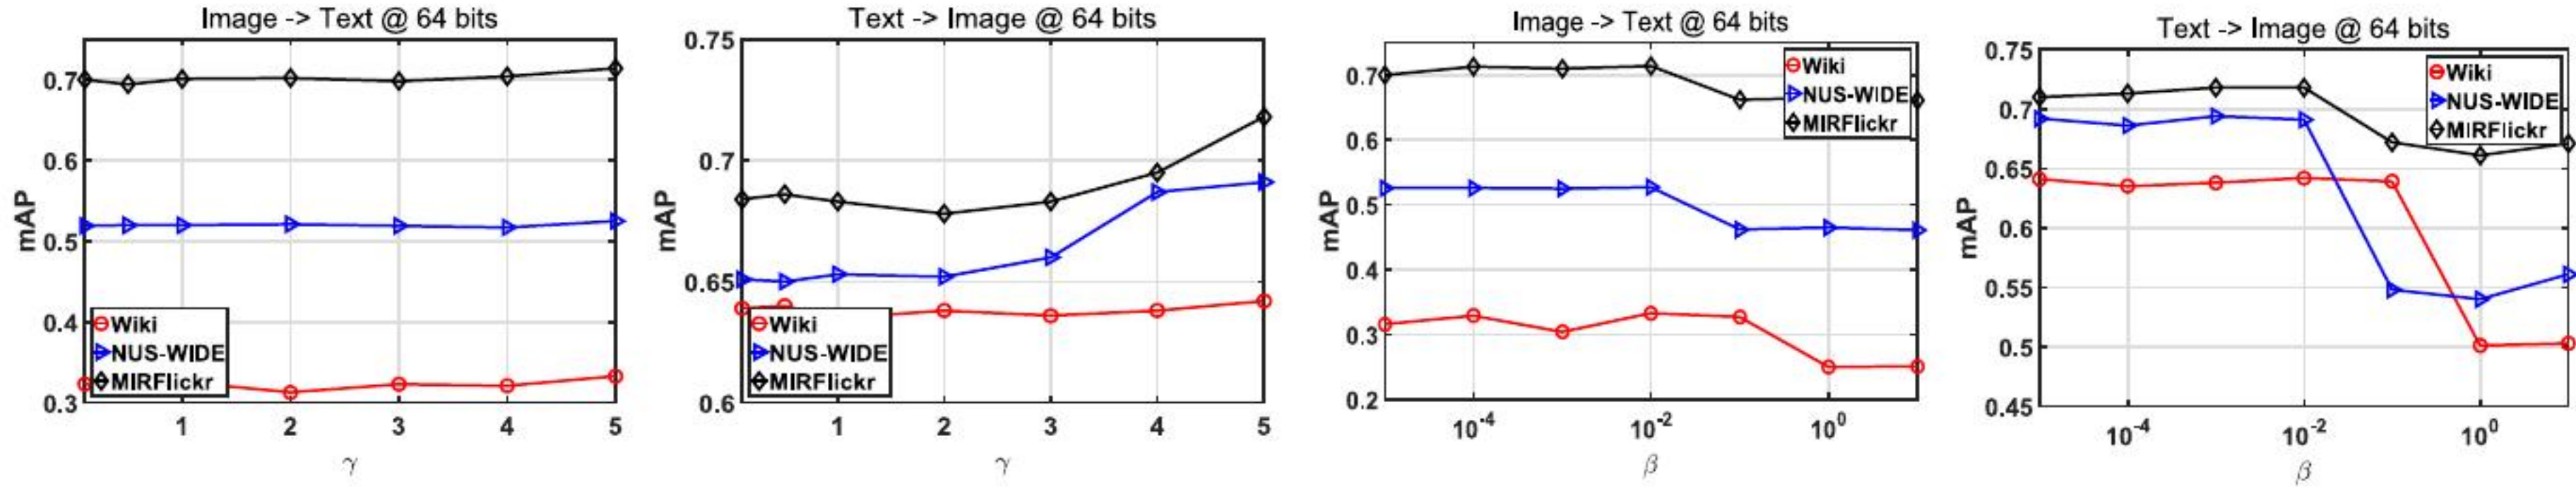 Image -> Text @ 64 bits
mAP
0.7
0.6
0.5
0.4
0.3
Wiki
NUS-WIDE
MIRFlickr
1 2 3 4 5
γ
Text -> Image @ 64 bits
mAP
0.75
0.7
0.65
0.6
Wiki
NUS-WIDE
MIRFlickr
1 2 3 4 5
γ
Image -> Text @ 64 bits
mAP
0.7
0.6
0.5
0.4
0.3
0.2
Wiki
NUS-WIDE
MIRFlickr
10⁻⁴ 10⁻² 10⁰
β
Text -> Image @ 64 bits
mAP
0.75
0.7
0.65
0.6
0.55
0.5
0.45
Wiki
NUS-WIDE
MIRFlickr
10⁻⁴ 10⁻² 10⁰
β